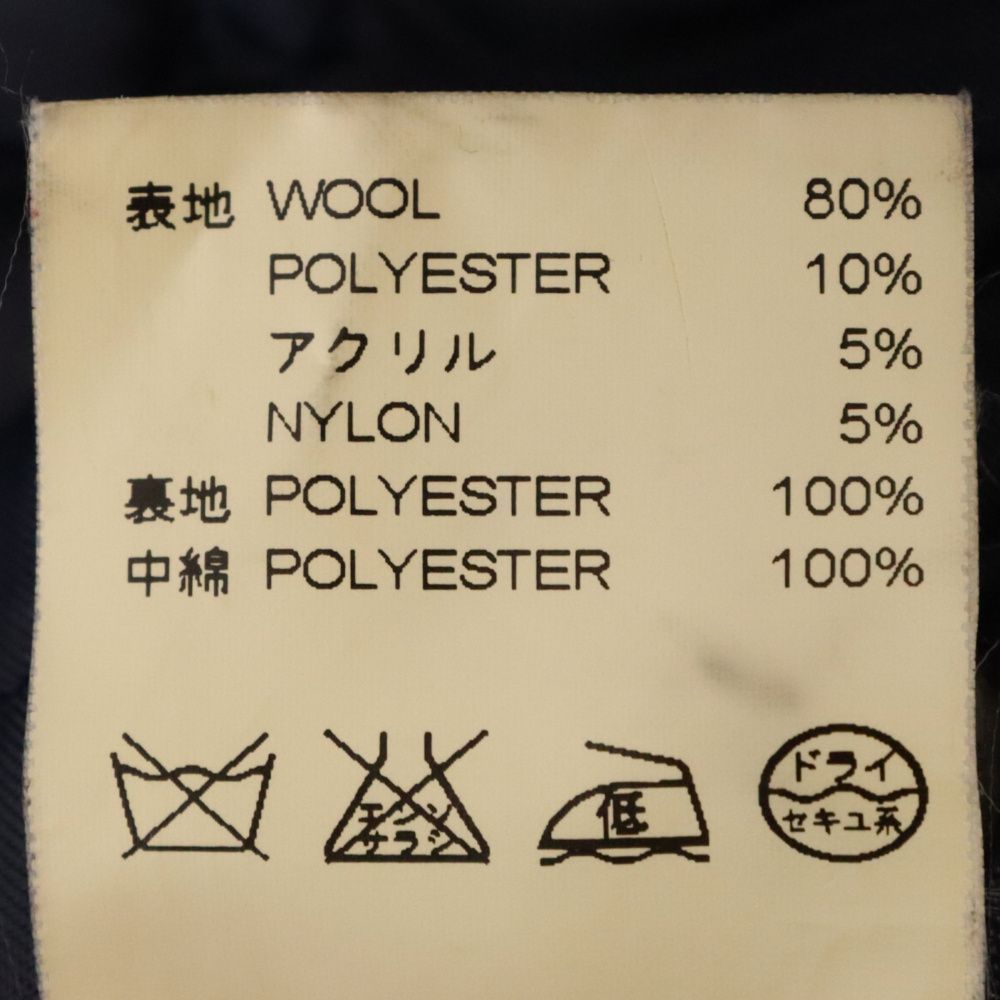 表地 WOOL 80%
POLYESTER 10%
アクリル 5%
NYLON 5%
裏地 POLYESTER 100%
中綿 POLYESTER 100%
エンソ
サラシ
低
ドライ
セキユ系